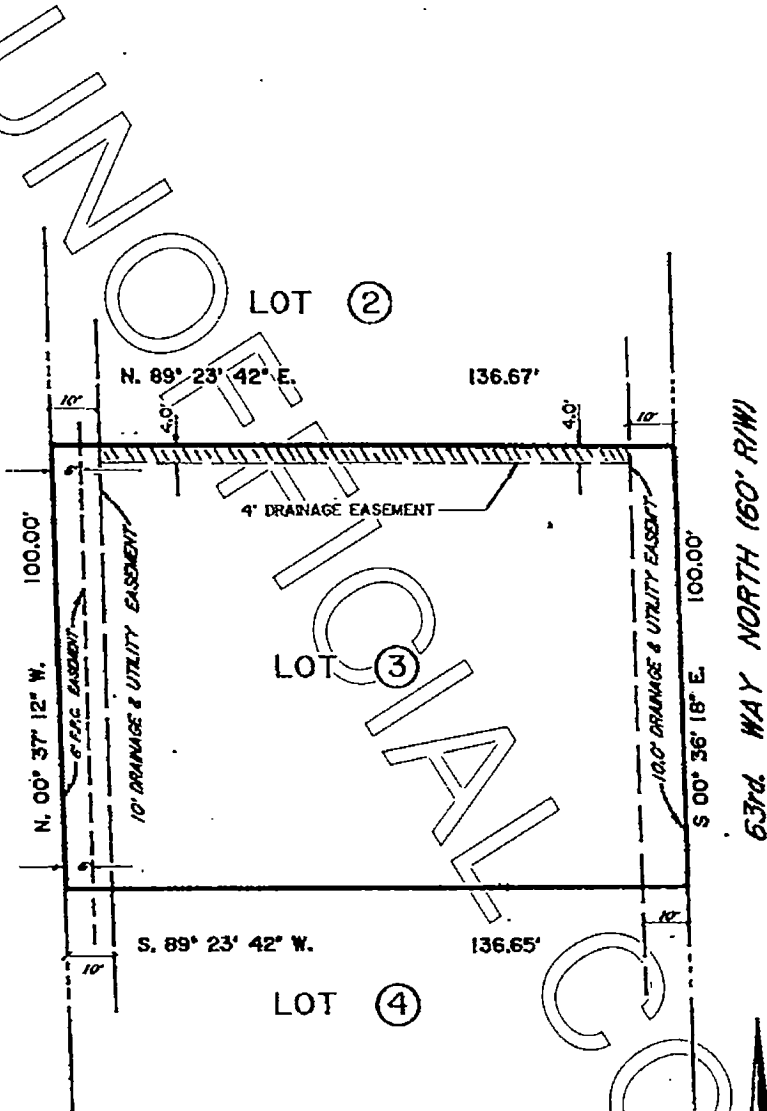 UNOFFICIAL CO
LOT 2
N. 89° 23' 42" E.
136.67'
10'
4.0'
4.0'
10'
6'
4' DRAINAGE EASEMENT
100.00'
N. 00° 37' 12" W.
6' F.P.C. EASEMENT
10' DRAINAGE & UTILITY EASEMENT
LOT 3
10.0' DRAINAGE & UTILITY EASEM'T
100.00'
S 00° 36' 18" E.
63rd. WAY NORTH (60' R/W)
6'
10'
S. 89° 23' 42" W.
136.65'
10'
LOT 4